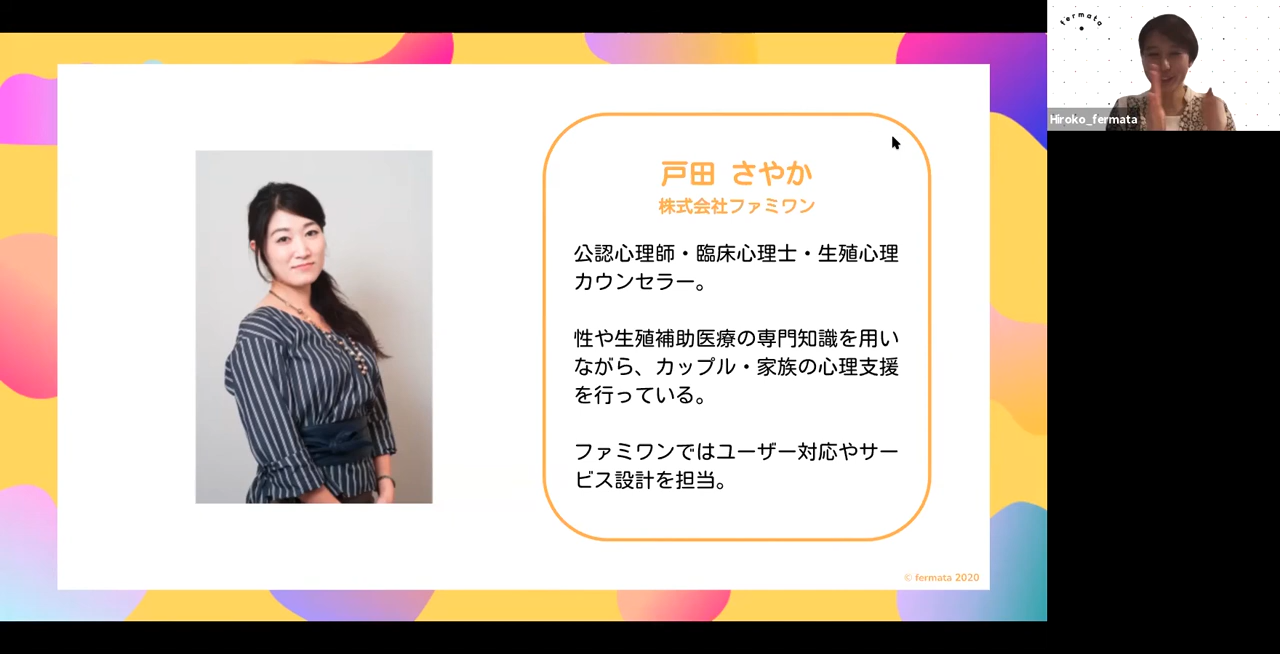 戸田 さやか
株式会社ファミワン
公認心理師・臨床心理士・生殖心理
カウンセラー。
性や生殖補助医療の専門知識を用い
ながら、カップル・家族の心理支援
を行っている。
ファミワンではユーザー対応やサー
ビス設計を担当。
© fermata 2020
fermata
Hiroko_fermata